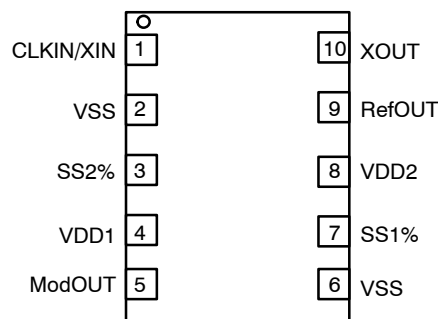 CLKIN/XIN 1 10 XOUT
VSS 2 9 RefOUT
SS2% 3 8 VDD2
VDD1 4 7 SS1%
ModOUT 5 6 VSS